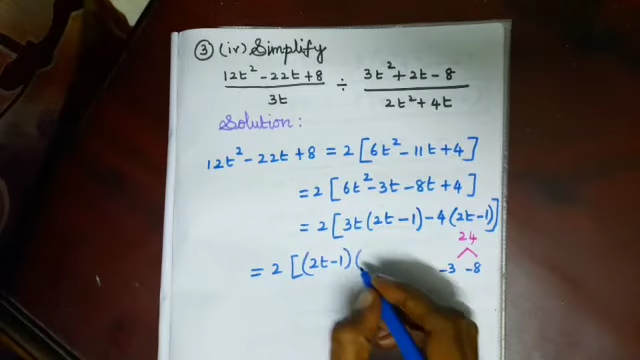 ③ (iv) Simplify
12t² - 22t + 8 / 3t ÷ 3t² + 2t - 8 / 2t² + 4t
Solution:
12t² - 22t + 8 = 2 [6t² - 11t + 4]
= 2 [6t² - 3t - 8t + 4]
= 2 [3t (2t - 1) - 4 (2t - 1)]
24
-3 -8
= 2 [(2t - 1) (